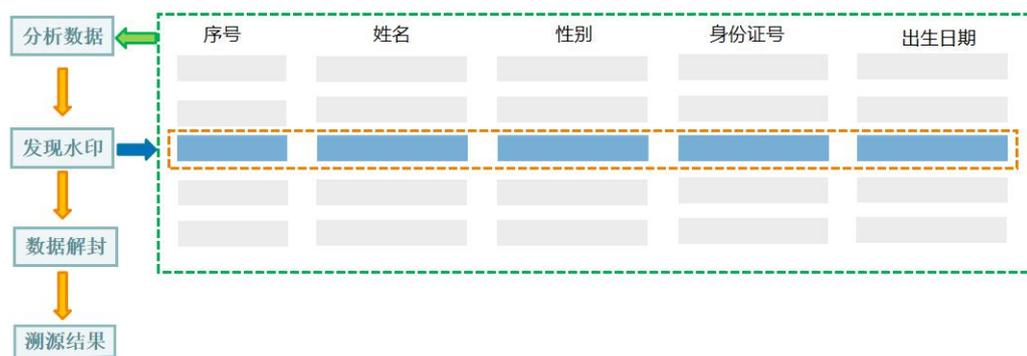 分析数据
序号 姓名 性别 身份证号 出生日期
发现水印
数据解封
溯源结果